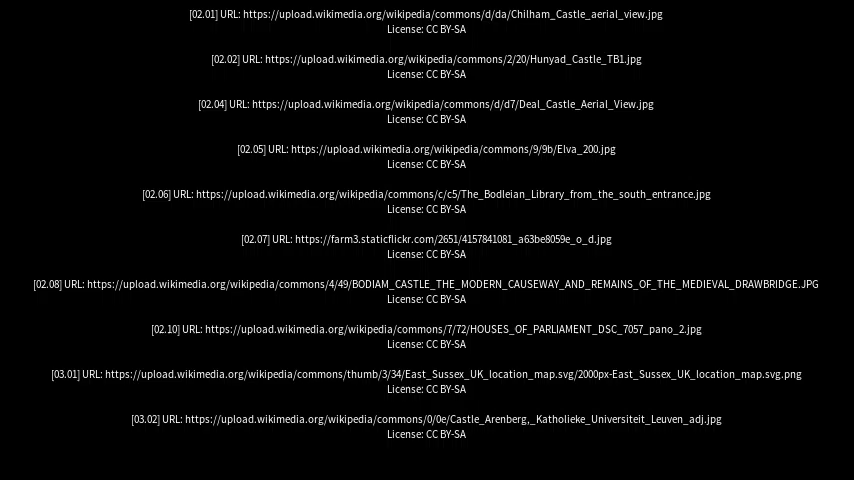 [02.01] URL: https://upload.wikimedia.org/wikipedia/commons/d/da/Chilham_Castle_aerial_view.jpg
License: CC BY-SA
[02.02] URL: https://upload.wikimedia.org/wikipedia/commons/2/20/Hunyad_Castle_TB1.jpg
License: CC BY-SA
[02.04] URL: https://upload.wikimedia.org/wikipedia/commons/d/d7/Deal_Castle_Aerial_View.jpg
License: CC BY-SA
[02.05] URL: https://upload.wikimedia.org/wikipedia/commons/9/9b/Elva_200.jpg
License: CC BY-SA
[02.06] URL: https://upload.wikimedia.org/wikipedia/commons/c/c5/The_Bodleian_Library_from_the_south_entrance.jpg
License: CC BY-SA
[02.07] URL: https://farm3.staticflickr.com/2651/4157841081_a63be8059e_o_d.jpg
License: CC BY-SA
[02.08] URL: https://upload.wikimedia.org/wikipedia/commons/4/49/BODIAM_CASTLE_THE_MODERN_CAUSEWAY_AND_REMAINS_OF_THE_MEDIEVAL_DRAWBRIDGE.JPG
License: CC BY-SA
[02.10] URL: https://upload.wikimedia.org/wikipedia/commons/7/72/HOUSES_OF_PARLIAMENT_DSC_7057_pano_2.jpg
License: CC BY-SA
[03.01] URL: https://upload.wikimedia.org/wikipedia/commons/thumb/3/34/East_Sussex_UK_location_map.svg/2000px-East_Sussex_UK_location_map.svg.png
License: CC BY-SA
[03.02] URL: https://upload.wikimedia.org/wikipedia/commons/0/0e/Castle_Arenberg,_Katholieke_Universiteit_Leuven_adj.jpg
License: CC BY-SA